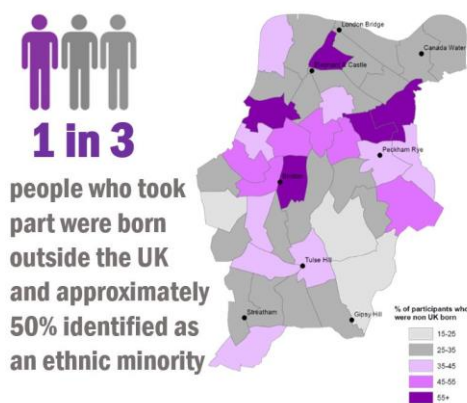 1 in 3
people who took
part were born
outside the UK
and approximately
50% identified as
an ethnic minority
London Bridge
Canada Water
Castle
Peckham Rye
Tulse Hill
Streatham
Gipsy Hill
% of participants who
were non UK born
15-25
25-35
35-45
45-55
55+